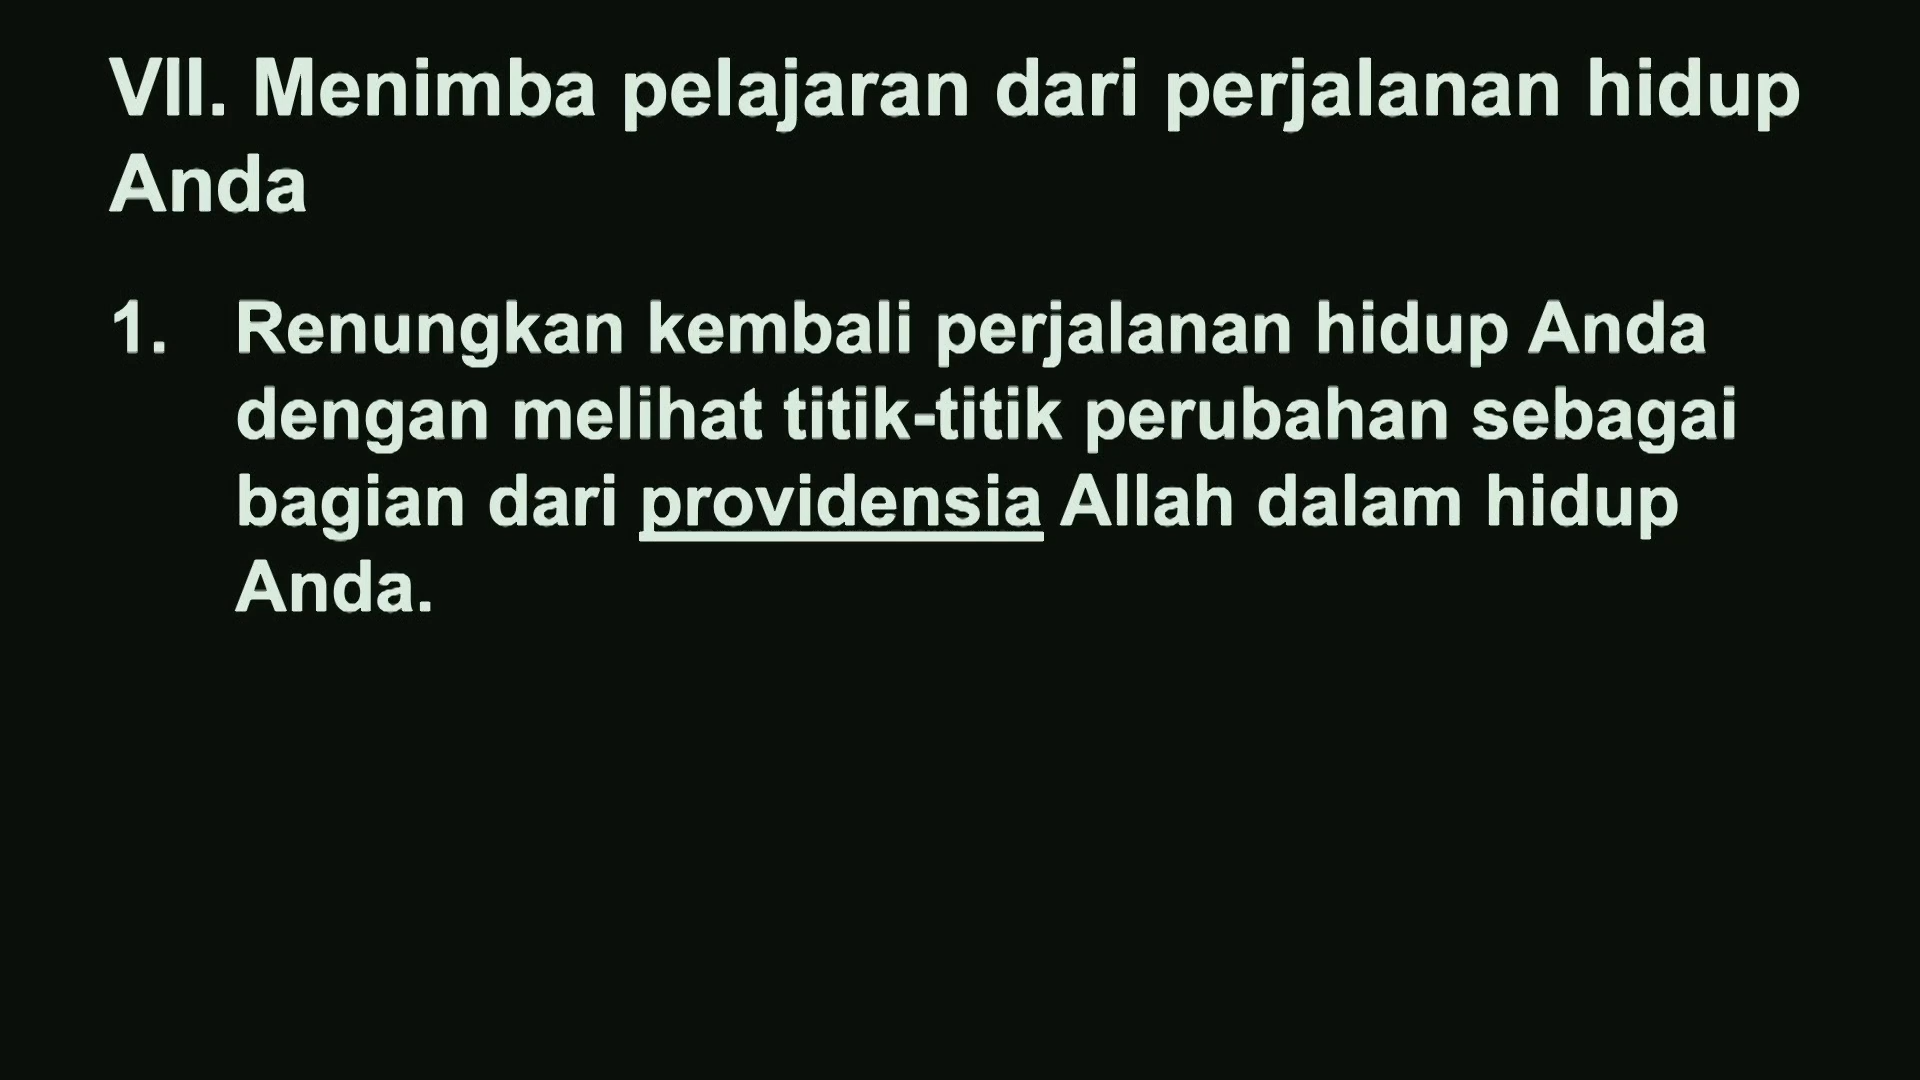 VII. Menimba pelajaran dari perjalanan hidup
Anda
1. Renungkan kembali perjalanan hidup Anda
dengan melihat titik-titik perubahan sebagai
bagian dari providensia Allah dalam hidup
Anda.